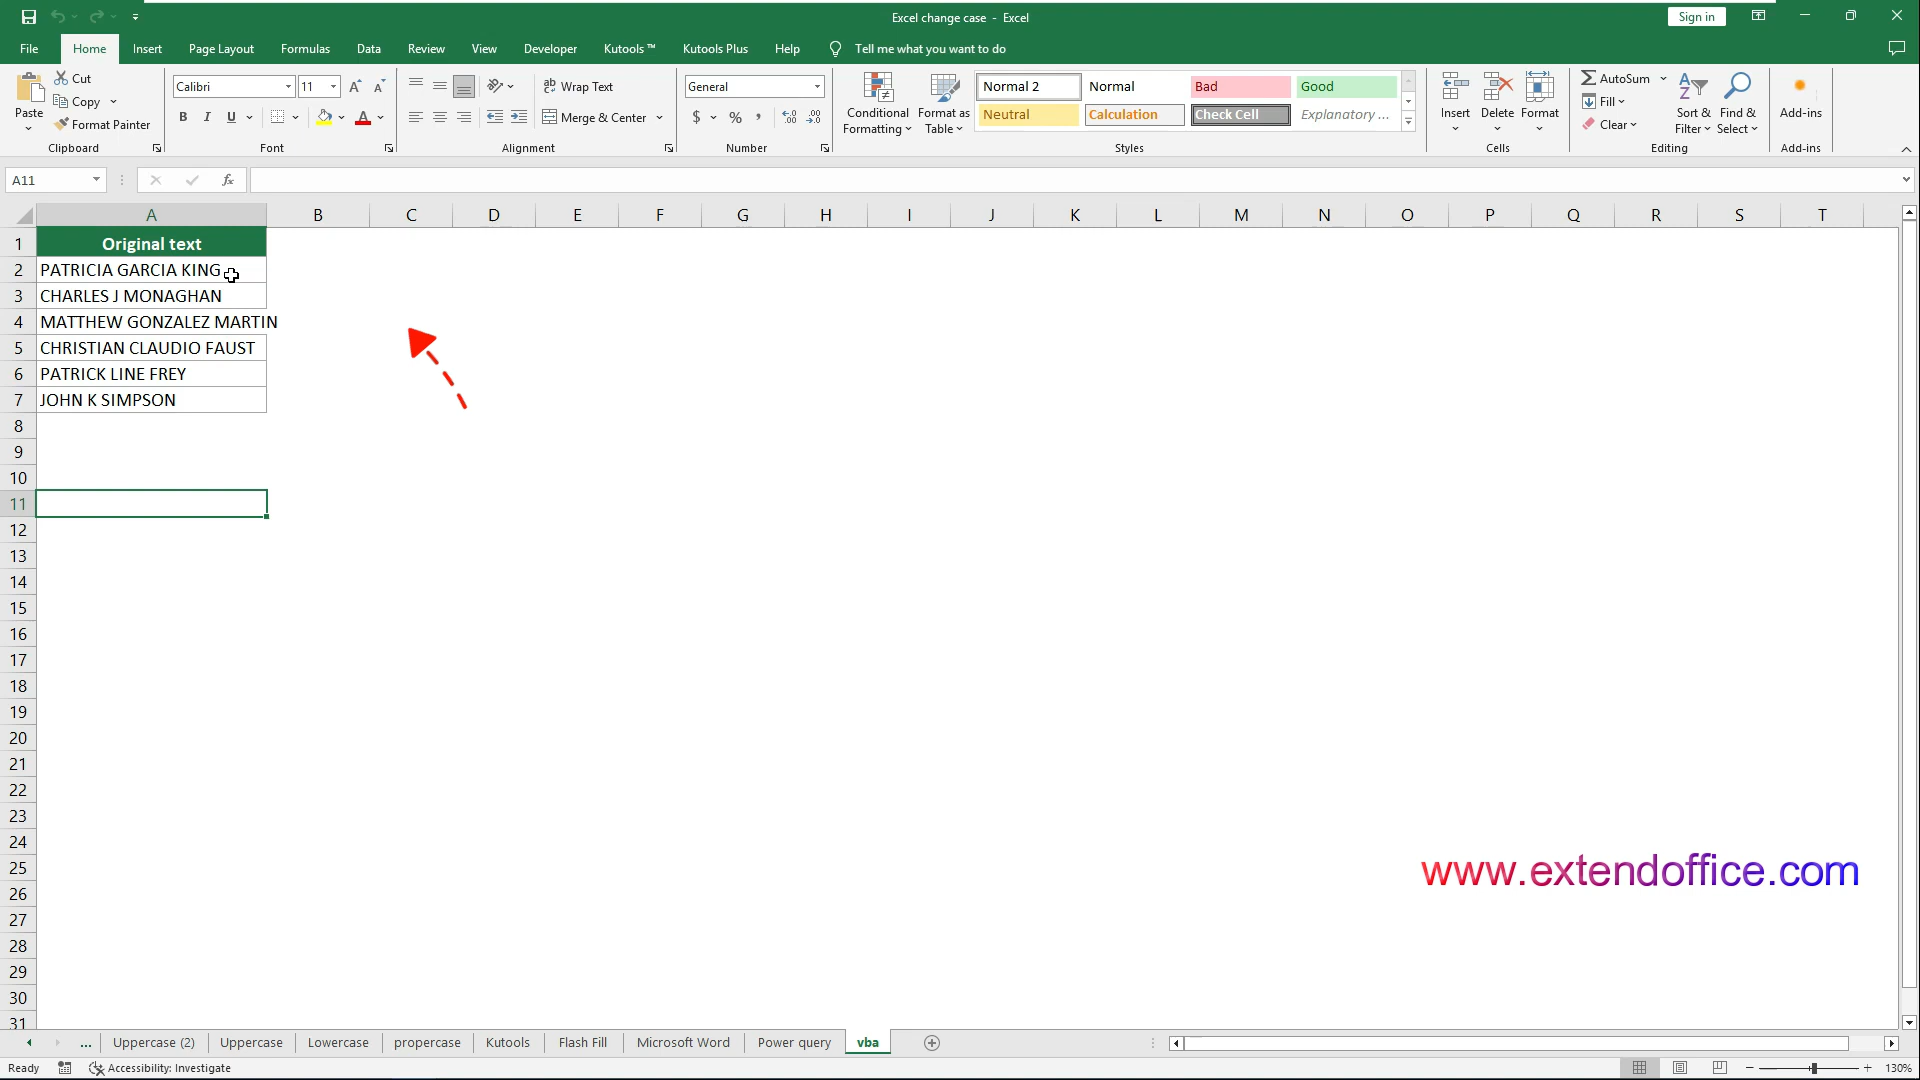 Excel change case - Excel
Sign in
File Home Insert Page Layout Formulas Data Review View Developer Kutools ™ Kutools Plus Help Tell me what you want to do
Paste
Cut
Copy
Format Painter
Clipboard
Calibri 11
B I U A
Font
Wrap Text
Merge & Center
Alignment
General
$ % ,
Number
Conditional Formatting
Format as Table
Normal 2 Normal Bad Good
Neutral Calculation Check Cell Explanatory ...
Styles
Insert Delete Format
Cells
AutoSum
Fill
Clear
Sort & Filter
Find & Select
Editing
Add-ins
Add-ins
A11 fx
A B C D E F G H I J K L M N O P Q R S T
1 Original text
2 PATRICIA GARCIA KING
3 CHARLES J MONAGHAN
4 MATTHEW GONZALEZ MARTIN
5 CHRISTIAN CLAUDIO FAUST
6 PATRICK LINE FREY
7 JOHN K SIMPSON
8
9
10
11
12
13
14
15
16
17
18
19
20
21
22
23
24
25
26
27
28
29
30
31
www.extendoffice.com
... Uppercase (2) Uppercase Lowercase propercase Kutools Flash Fill Microsoft Word Power query vba
Ready Accessibility: Investigate 130%